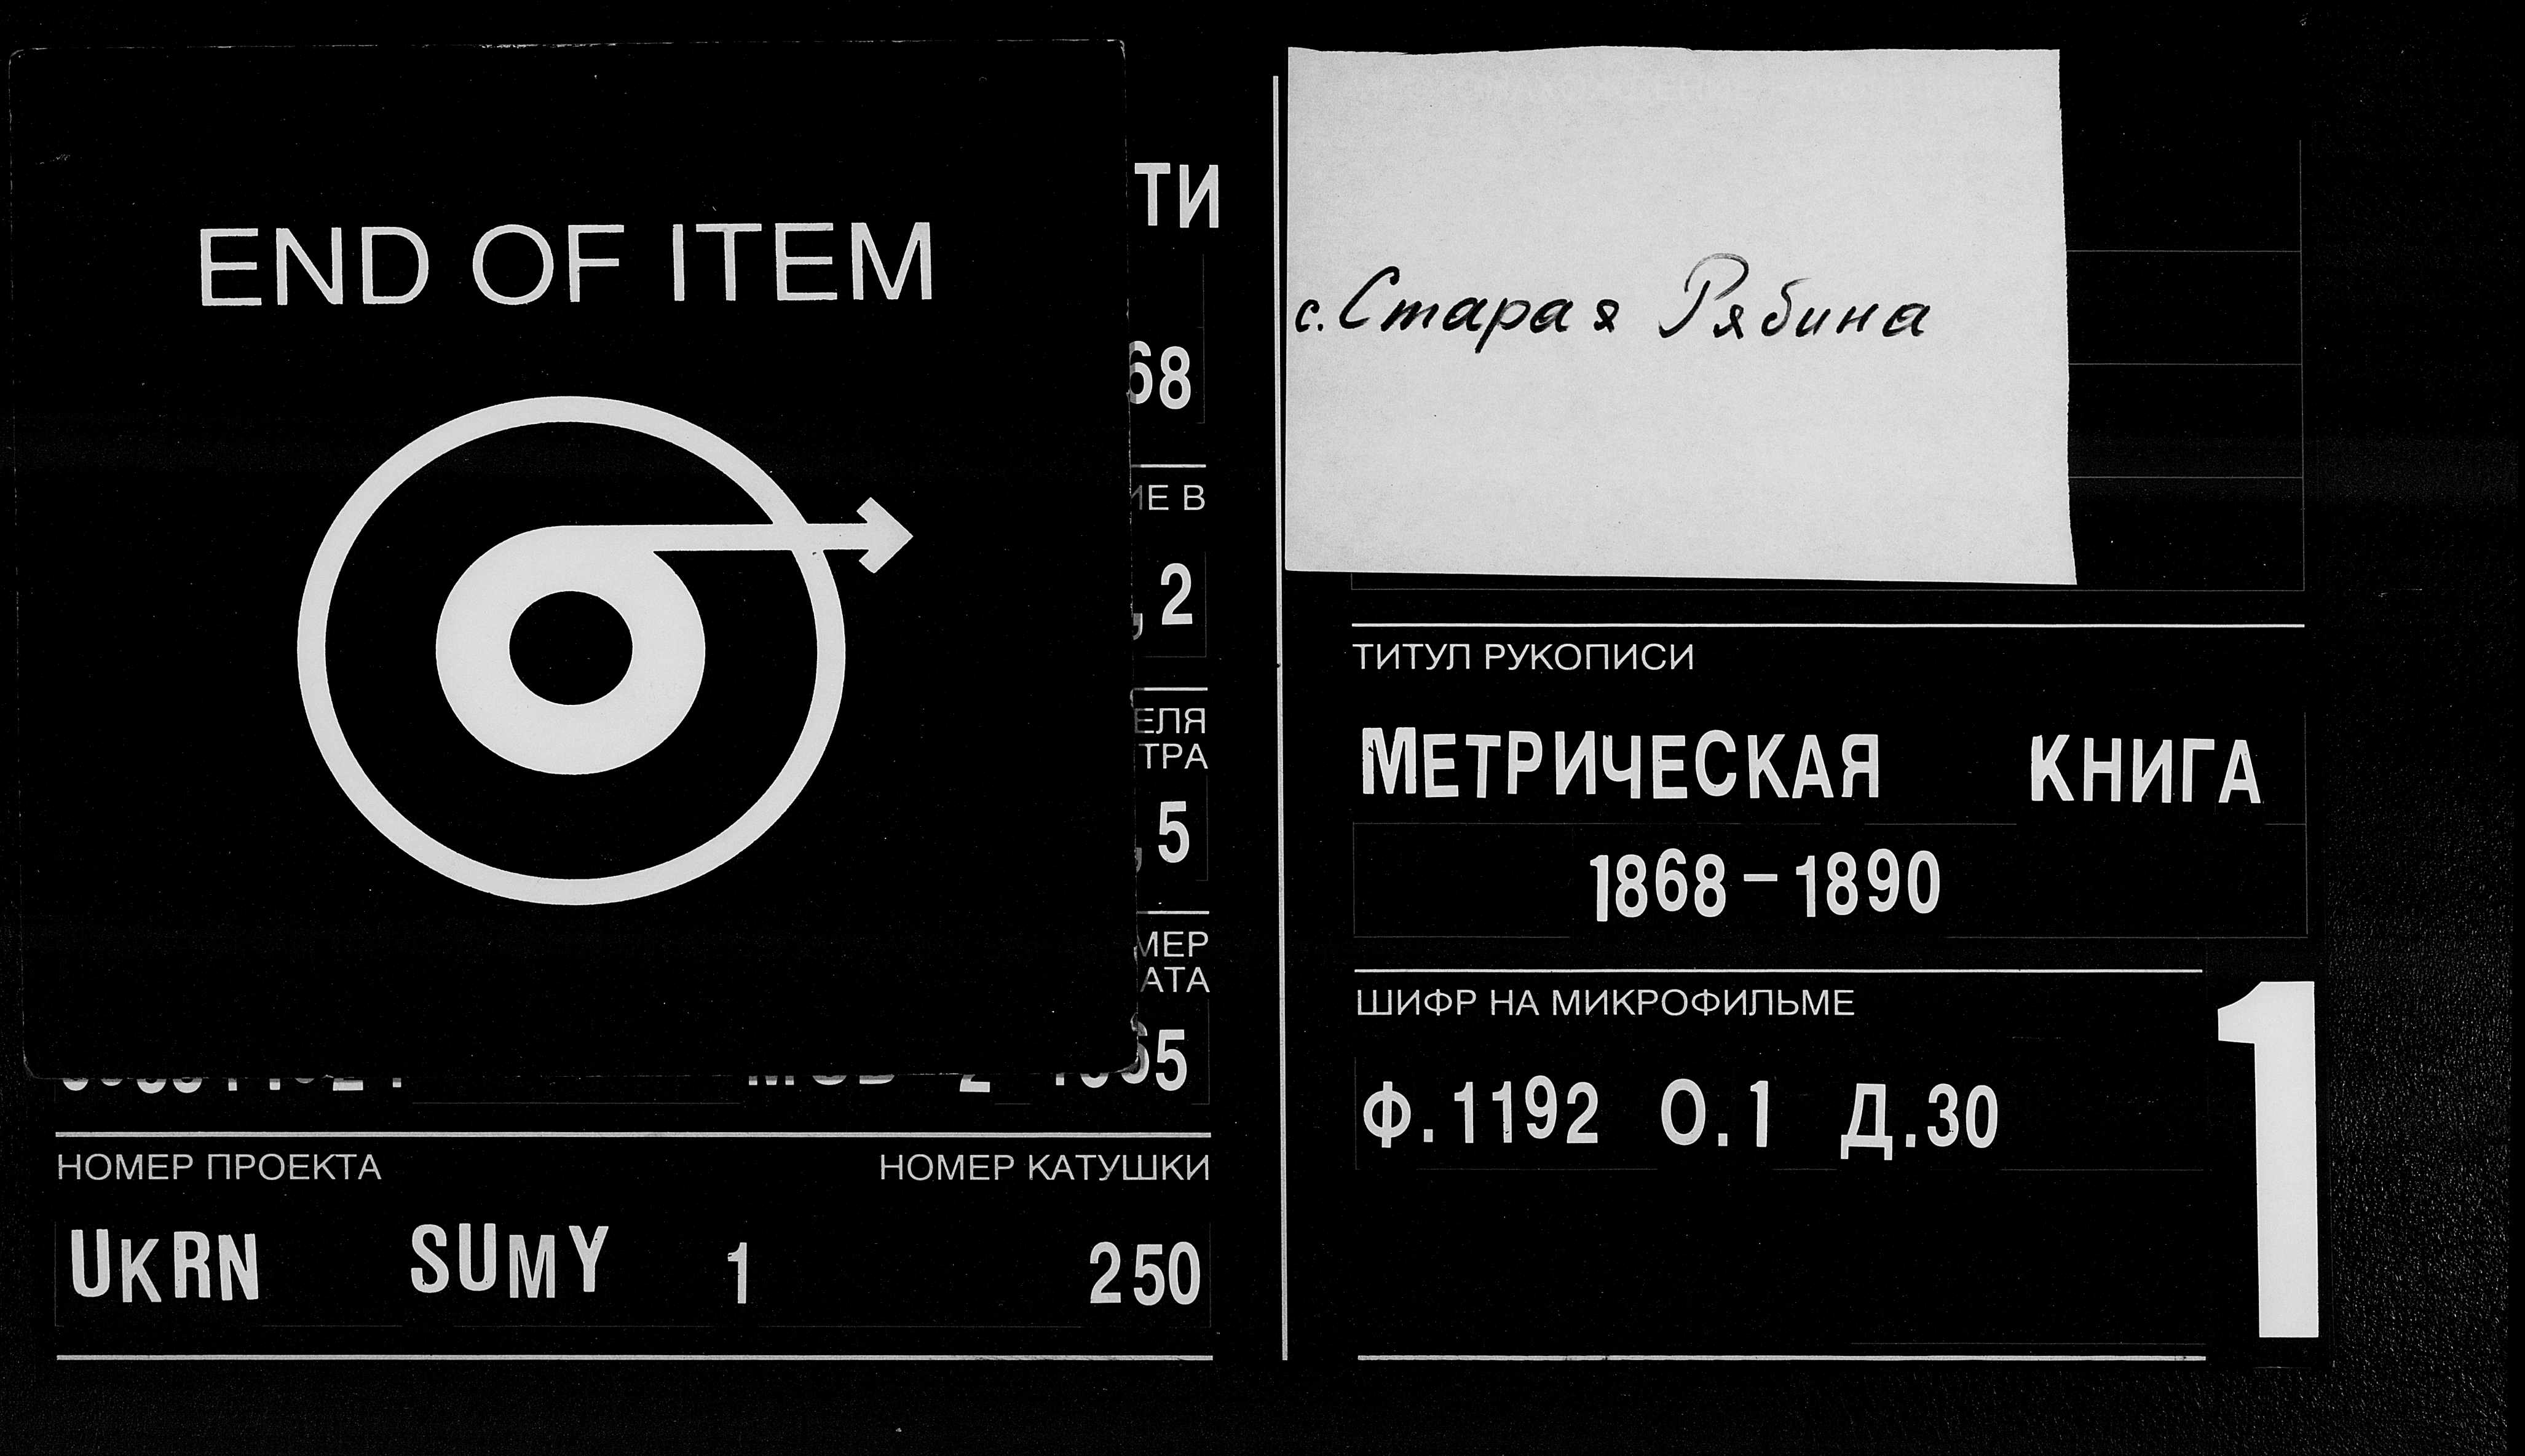 END OF ITEM
ТИ
68
ИЕ В
, 2
ЕЛЯ
ТРА
, 5
МЕР
АТА
65
НОМЕР ПРОЕКТА НОМЕР КАТУШКИ
UKRN SUMY 1 250
с. Старая Рябина
ТИТУЛ РУКОПИСИ
МЕТРИЧЕСКАЯ КНИГА
1868-1890
ШИФР НА МИКРОФИЛЬМЕ
Ф.1192 О.1 Д.30
1